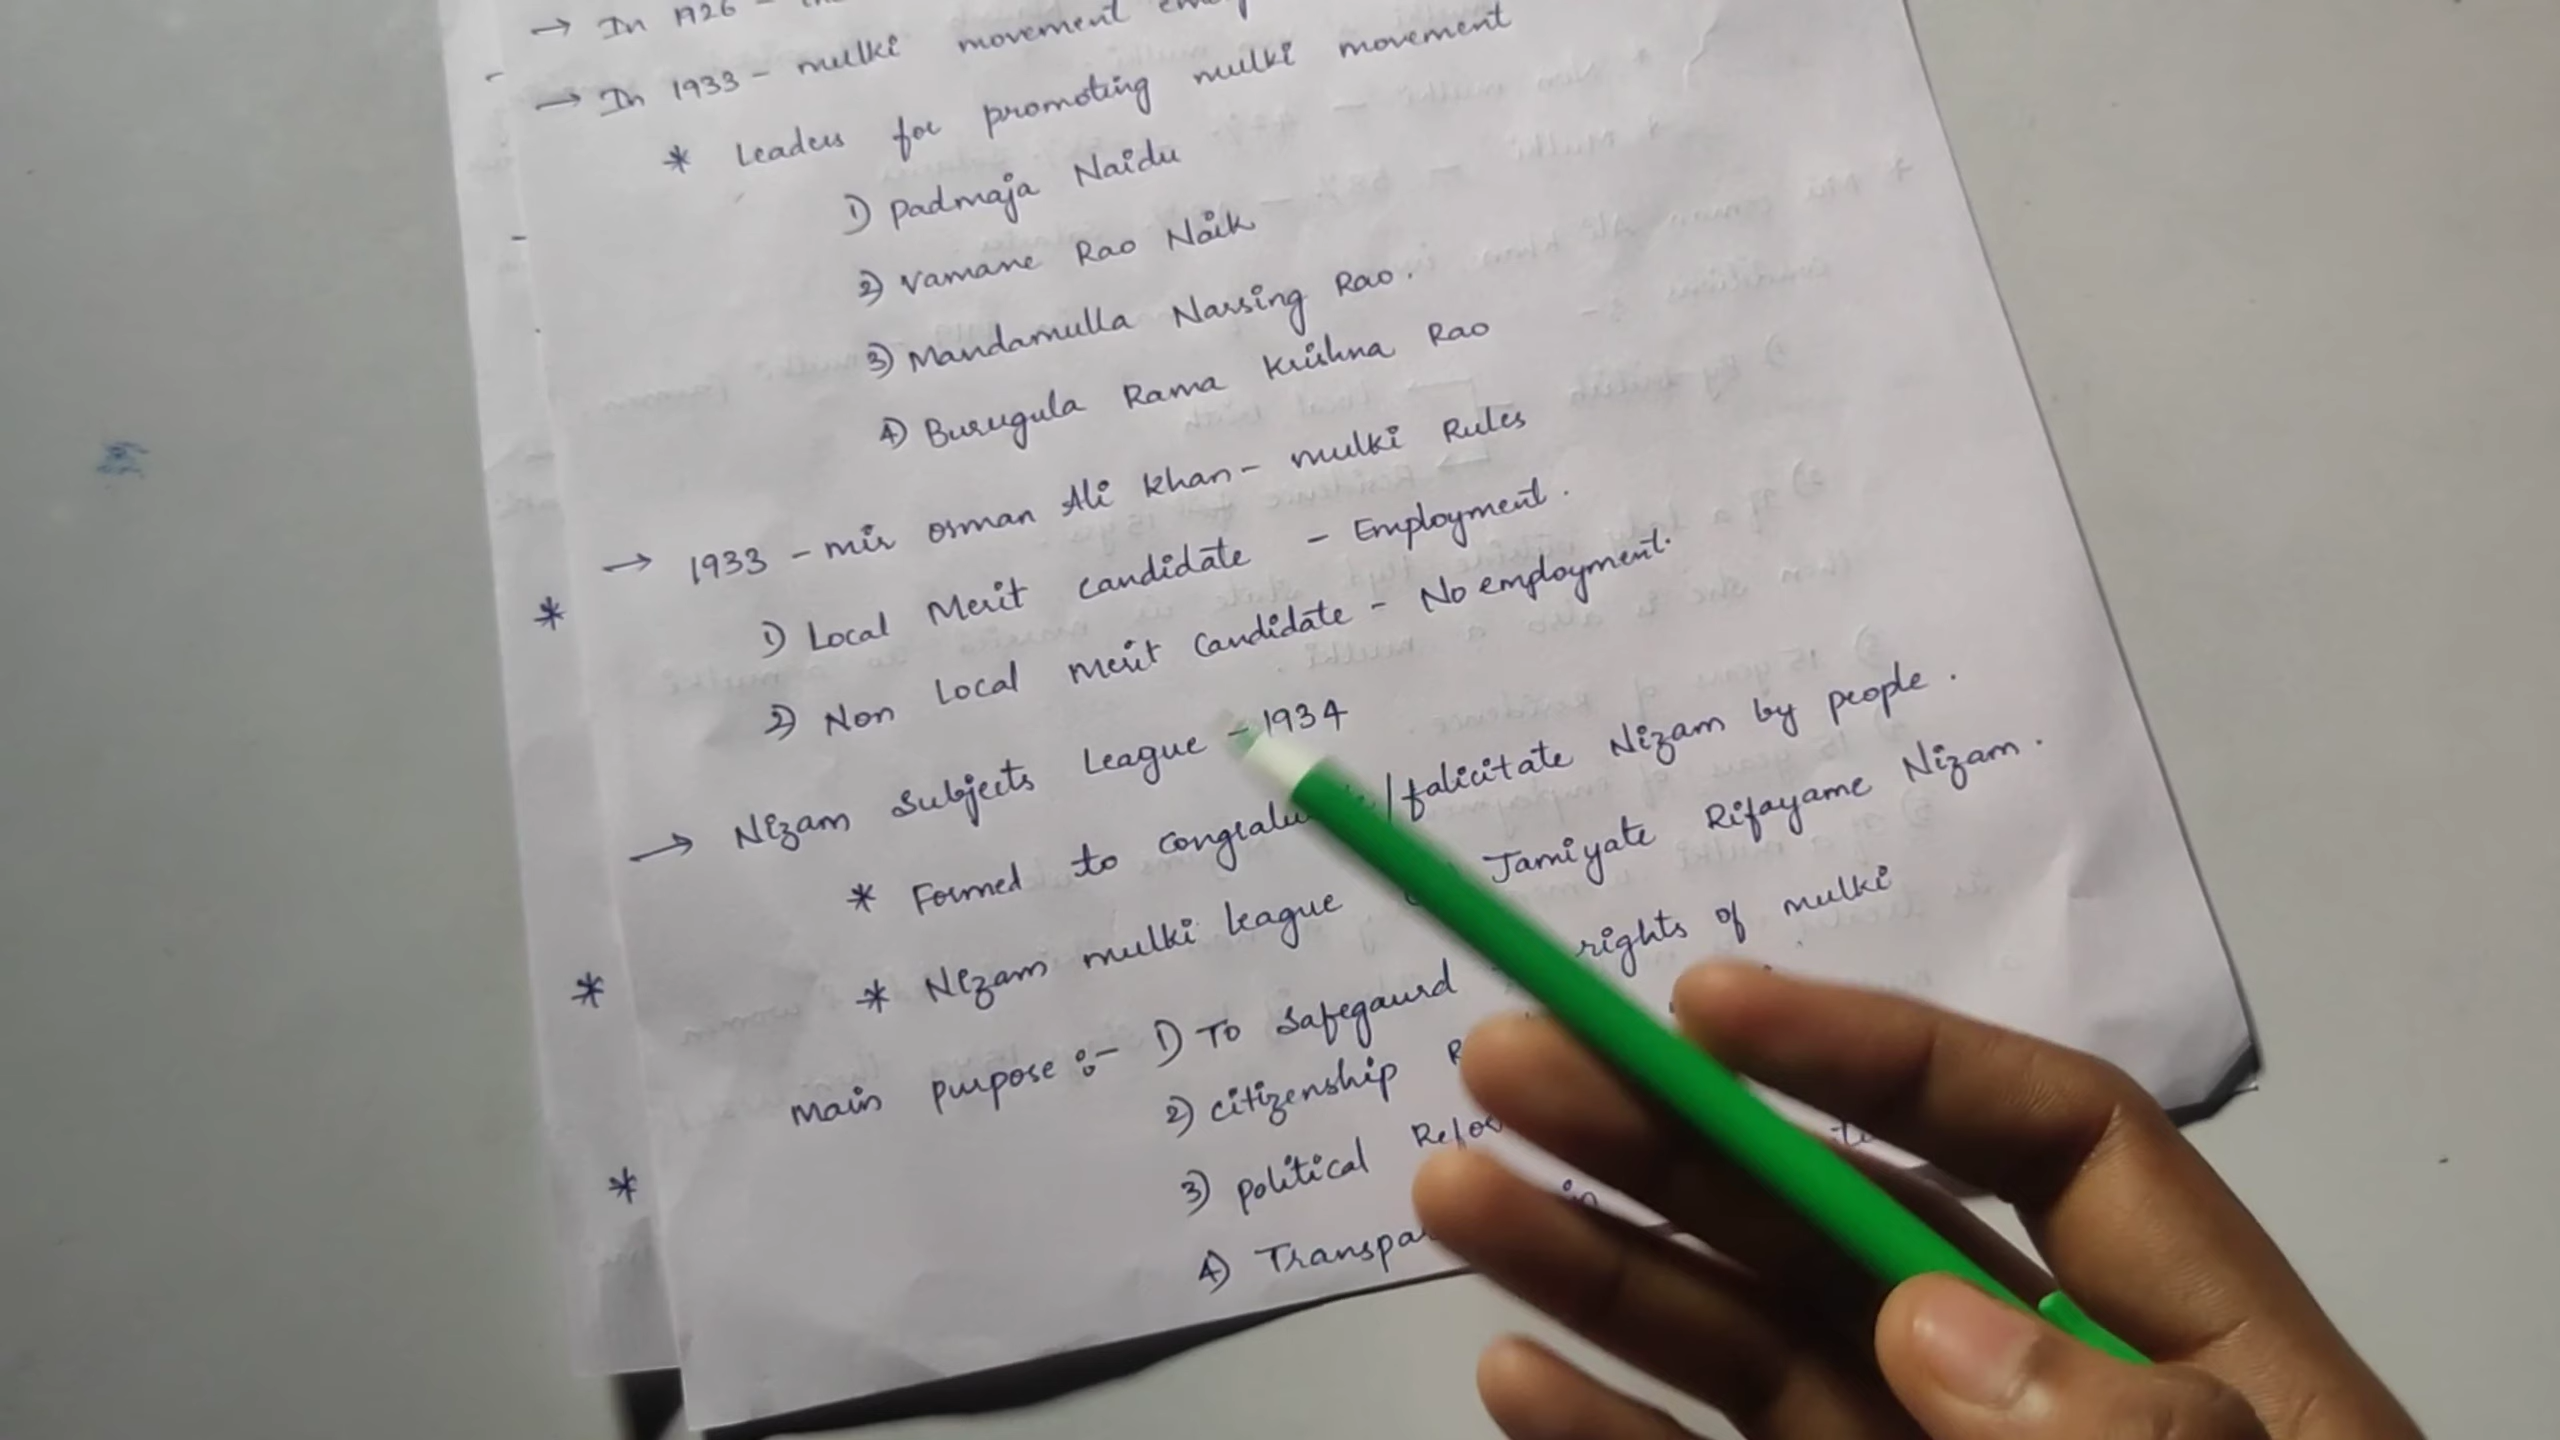 → In 1926 -
→ In 1933 - mulki movement
* Leaders for promoting mulki movement
1) Padmaja Naidu
2) Vamane Rao Naik
3) Mandamulla Narsing Rao.
4) Burugula Rama Krishna Rao
→ 1933 - mir osman Ali khan - mulki Rules
* 1) Local Merit candidate - Employment.
2) Non Local merit candidate - No employment.
→ Nizam Subjects League - 1934
* Formed to /falicitate Nizam by people.
* * Nizam mulki league Jamiyate Rifayame Nizam.
main purpose :- 1) To safegaurd rights of mulki
2) citizenship
3) political
* 4)